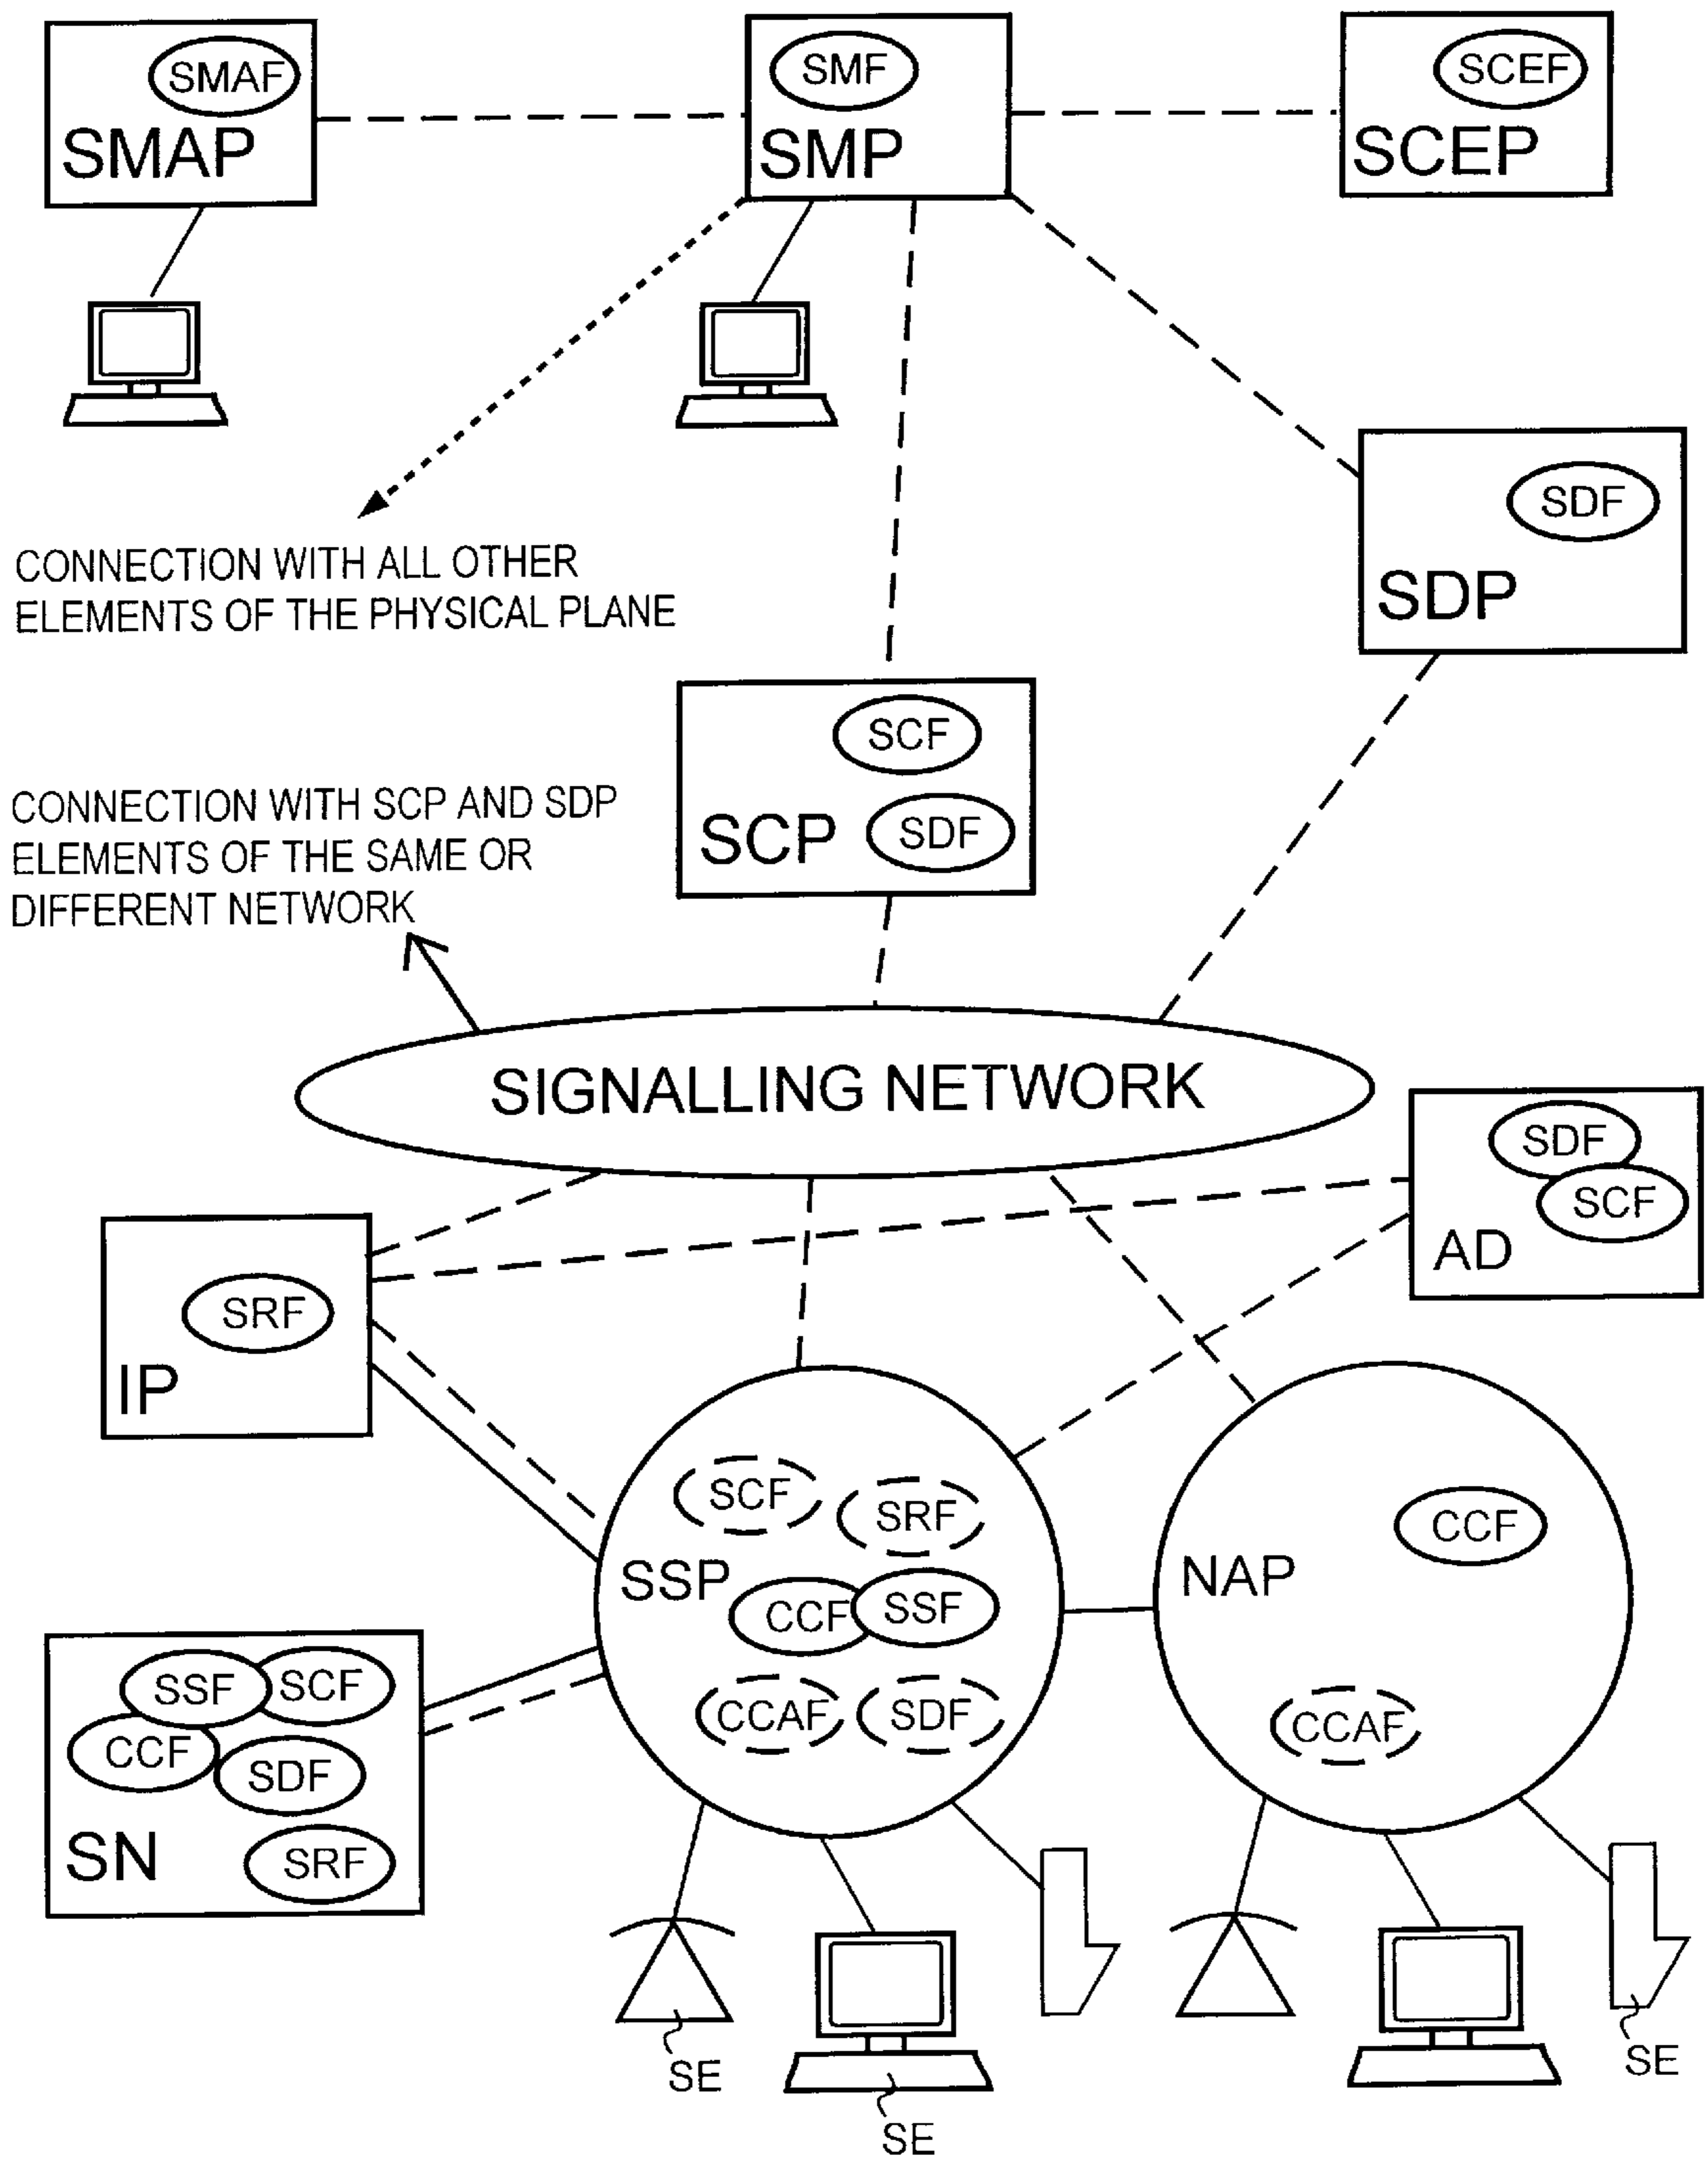 SMAF
SMAP
SMF
SMP
SCEF
SCEP
CONNECTION WITH ALL OTHER
ELEMENTS OF THE PHYSICAL PLANE
SDF
SDP
SCF
SCP
SDF
CONNECTION WITH SCP AND SDP
ELEMENTS OF THE SAME OR
DIFFERENT NETWORK
SIGNALLING NETWORK
SDF
SCF
AD
SRF
IP
SCF
SRF
SSP
CCF
SSF
CCAF
SDF
CCF
NAP
CCAF
SSF
SCF
CCF
SDF
SN
SRF
SE
SE
SE